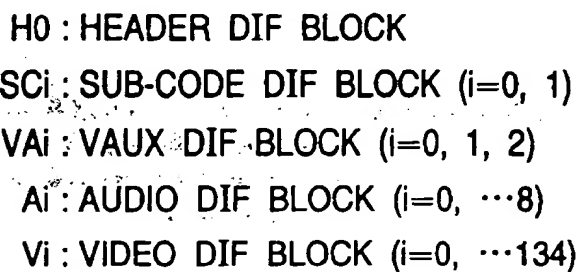 H0 : HEADER DIF BLOCK
SCi : SUB-CODE DIF BLOCK (i=0, 1)
VAi : VAUX DIF BLOCK (i=0, 1, 2)
Ai : AUDIO DIF BLOCK (i=0, ···8)
Vi : VIDEO DIF BLOCK (i=0, ···134)